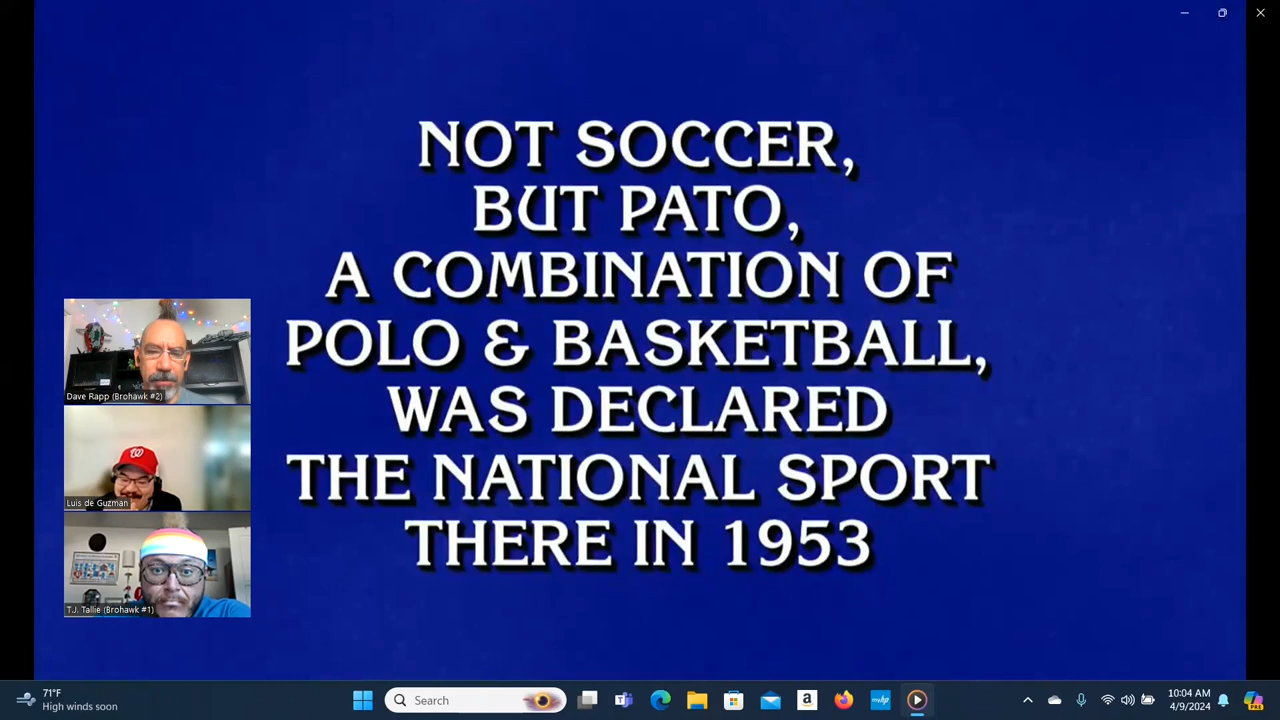 NOT SOCCER,
BUT PATO,
A COMBINATION OF
POLO & BASKETBALL,
WAS DECLARED
THE NATIONAL SPORT
THERE IN 1953
Dave Rapp (Brohawk #2)
W
Luis de Guzman
T.J. Tallie (Brohawk #1)
71°F
High winds soon
Search
a
myhp
10:04 AM
4/9/2024